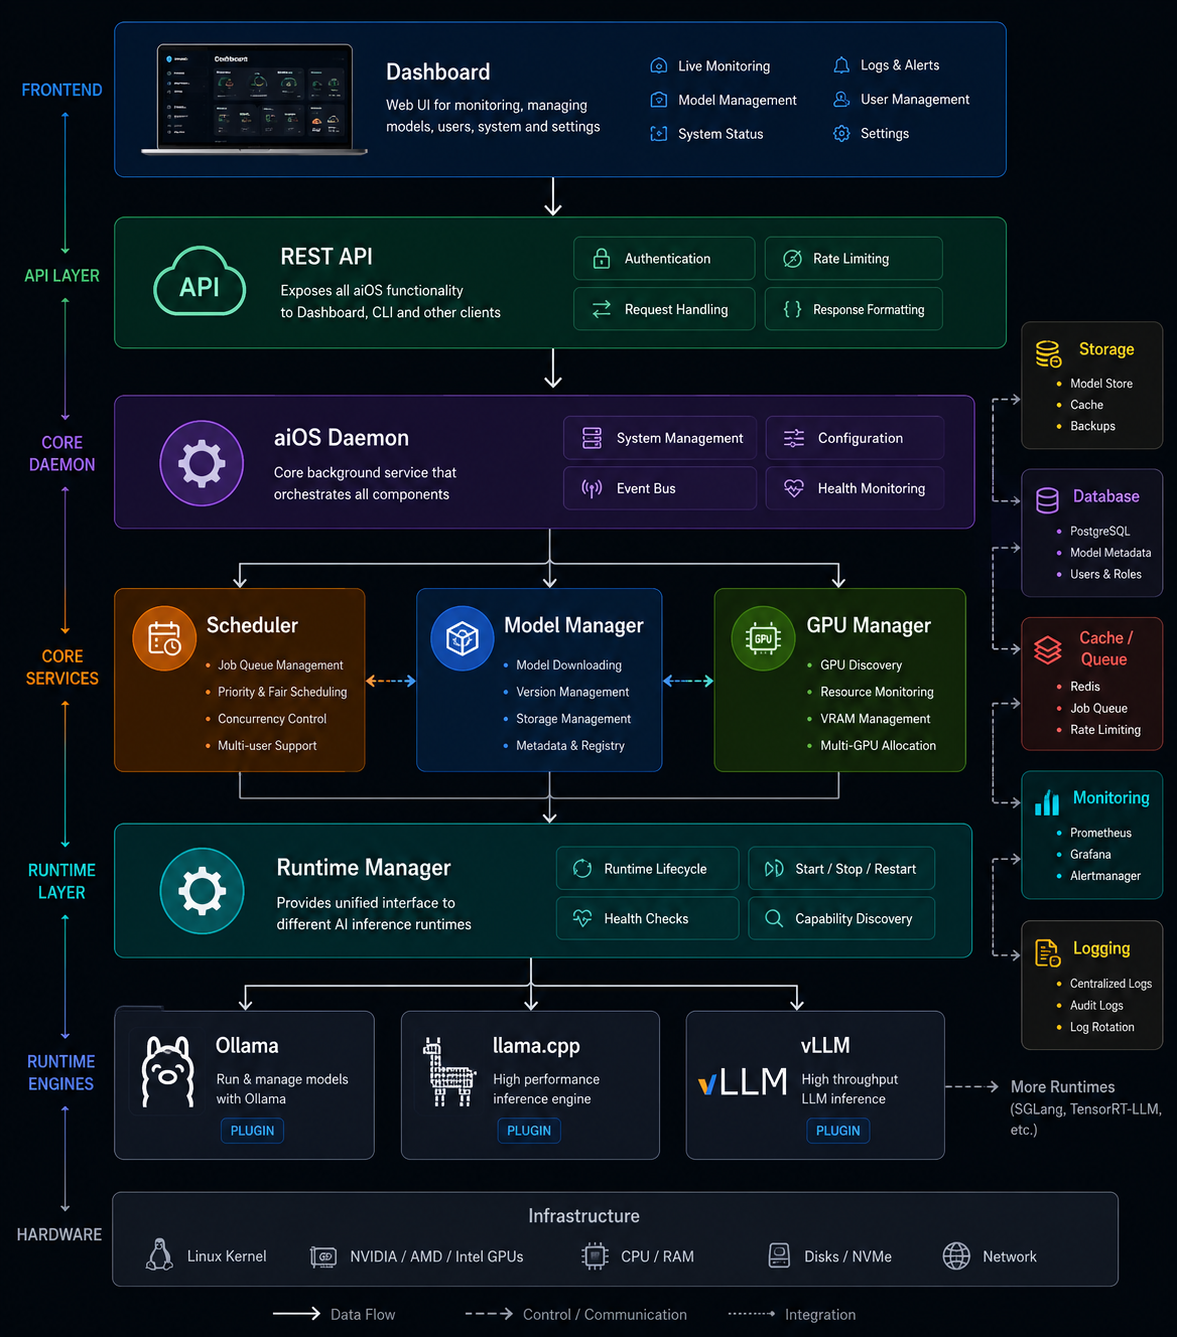 FRONTEND
Dashboard
Dashboard
Web UI for monitoring, managing
models, users, system and settings
Live Monitoring
Logs & Alerts
Model Management
User Management
System Status
Settings
API LAYER
API
REST API
Exposes all aiOS functionality
to Dashboard, CLI and other clients
Authentication
Rate Limiting
Request Handling
Response Formatting
CORE
DAEMON
aiOS Daemon
Core background service that
orchestrates all components
System Management
Configuration
Event Bus
Health Monitoring
Storage
Model Store
Cache
Backups
Database
PostgreSQL
Model Metadata
Users & Roles
CORE
SERVICES
Scheduler
Job Queue Management
Priority & Fair Scheduling
Concurrency Control
Multi-user Support
Model Manager
Model Downloading
Version Management
Storage Management
Metadata & Registry
GPU
GPU Manager
GPU Discovery
Resource Monitoring
VRAM Management
Multi-GPU Allocation
Cache /
Queue
Redis
Job Queue
Rate Limiting
RUNTIME
LAYER
Runtime Manager
Provides unified interface to
different AI inference runtimes
Runtime Lifecycle
Start / Stop / Restart
Health Checks
Capability Discovery
Monitoring
Prometheus
Grafana
Alertmanager
Logging
Centralized Logs
Audit Logs
Log Rotation
RUNTIME
ENGINES
Ollama
Run & manage models
with Ollama
PLUGIN
llama.cpp
High performance
inference engine
PLUGIN
vLLM
vLLM
High throughput
LLM inference
PLUGIN
More Runtimes
(SGLang, TensorRT-LLM,
etc.)
HARDWARE
Infrastructure
Linux Kernel
NVIDIA / AMD / Intel GPUs
CPU / RAM
Disks / NVMe
Network
Data Flow
Control / Communication
Integration